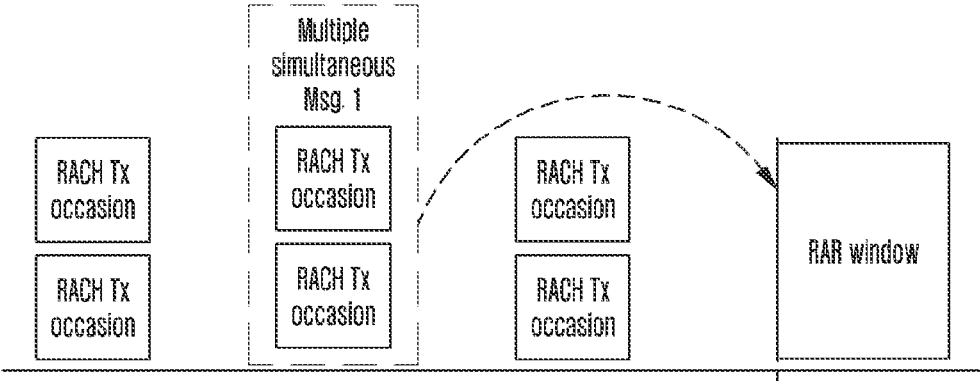 Multiple
simultaneous
Msg. 1
RACH Tx
occasion
RACH Tx
occasion
RACH Tx
occasion
RAR window
RACH Tx
occasion
RACH Tx
occasion
RACH Tx
occasion